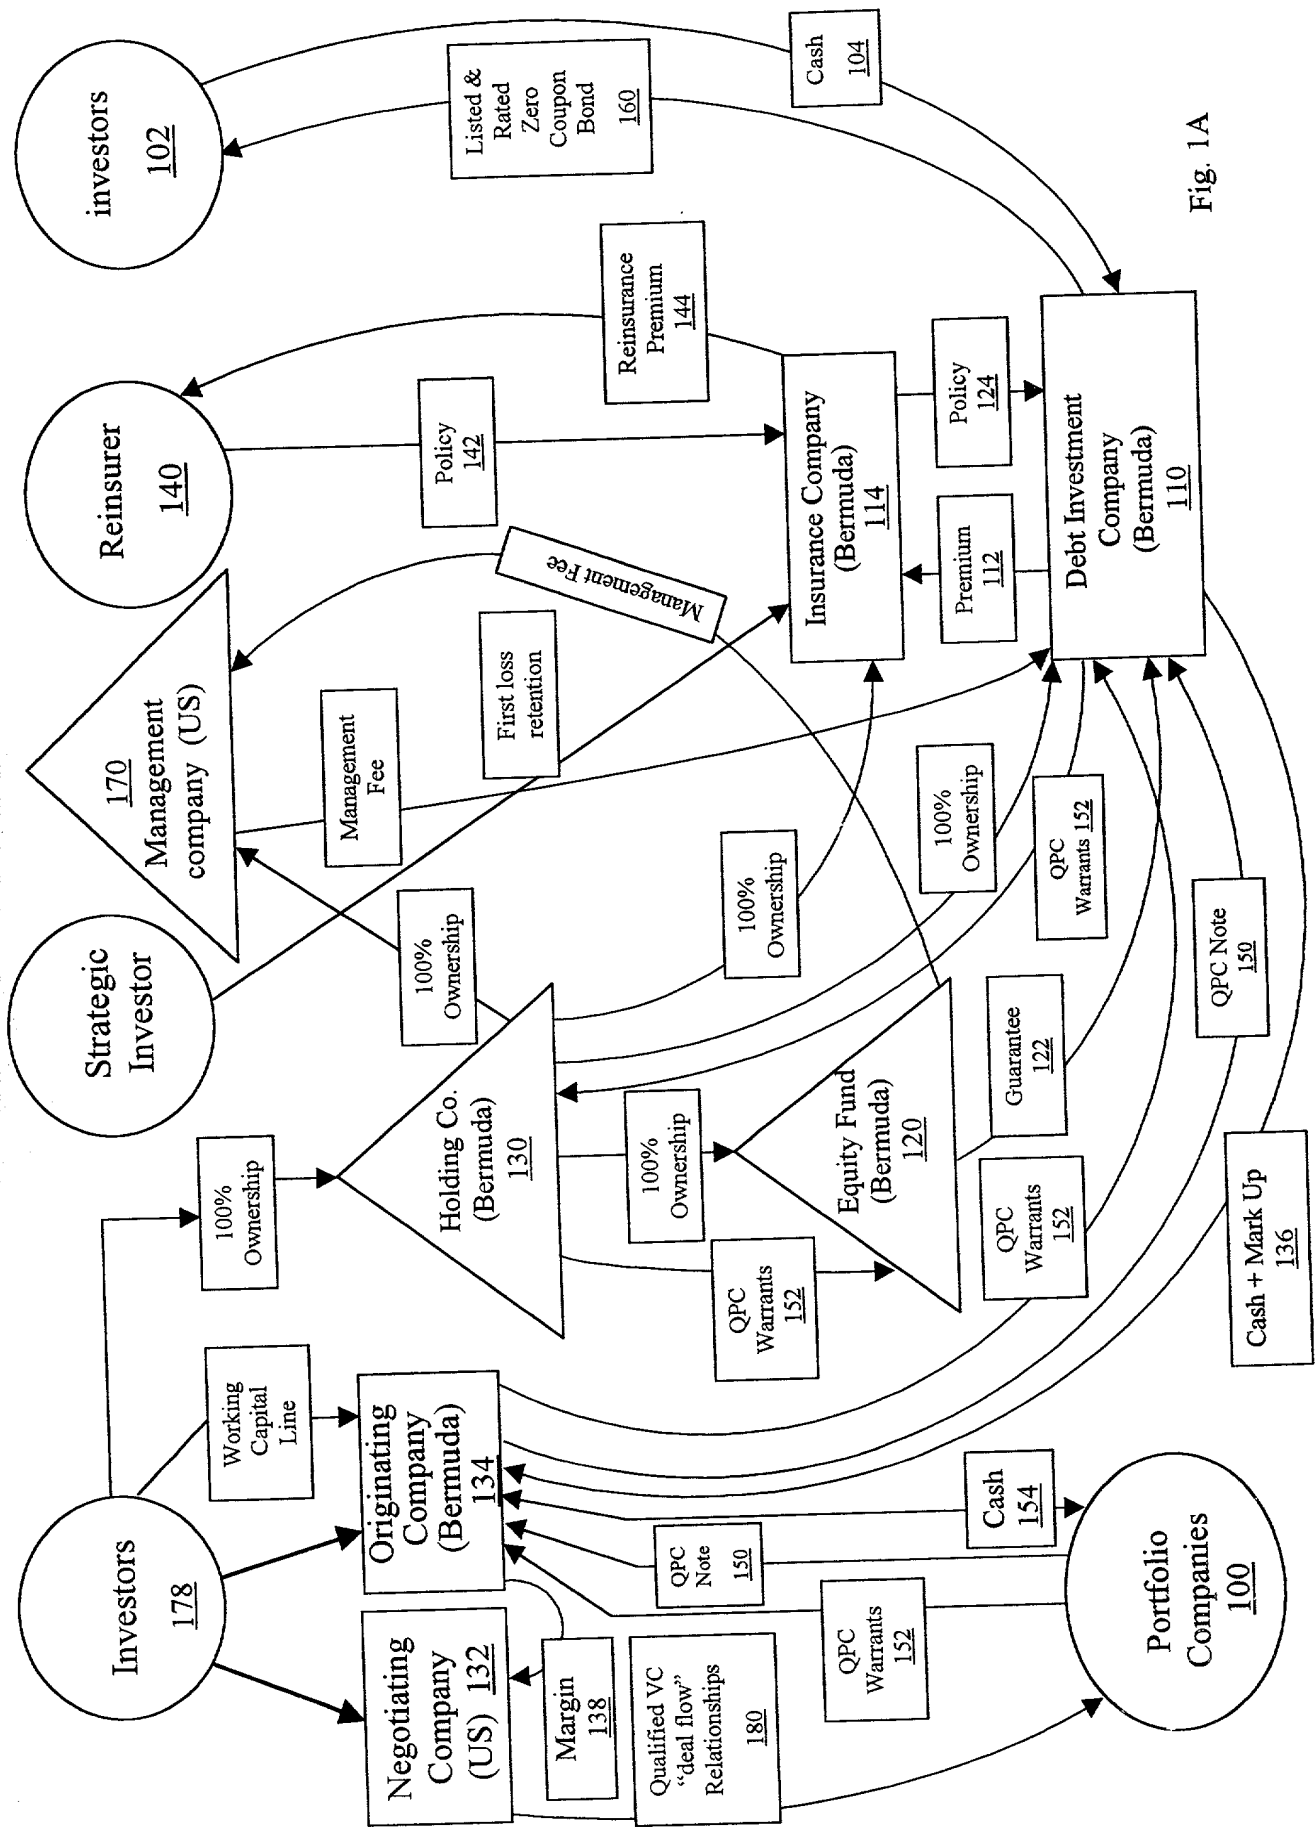 Investors
178
Strategic
Investor
170
Management
company (US)
Reinsurer
140
investors
102
100%
Ownership
Working
Capital
Line
Management
Fee
100%
Ownership
First loss
retention
Policy
142
Listed &
Rated
Zero
Coupon
Bond
160
Negotiating
Company
(US) 132
Originating
Company
(Bermuda)
134
Holding Co.
(Bermuda)
130
Management Fee
Reinsurance
Premium
144
Cash
104
Margin
138
100%
Ownership
100%
Ownership
Qualified VC
"deal flow"
Relationships
180
QPC
Note
150
QPC
Warrants
152
Insurance Company
(Bermuda)
114
QPC
Warrants
152
Equity Fund
(Bermuda)
120
100%
Ownership
Premium
112
Policy
124
Cash
154
QPC
Warrants
152
Guarantee
122
QPC
Warrants 152
Debt Investment
Company
(Bermuda)
110
Portfolio
Companies
100
Cash + Mark Up
136
QPC Note
150
Fig. 1A